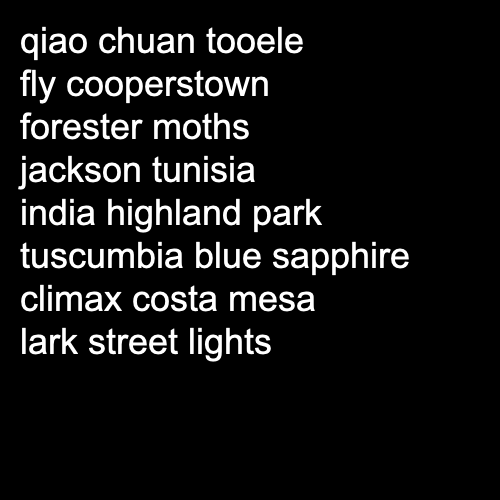 qiao chuan tooele
fly cooperstown
forester moths
jackson tunisia
india highland park
tuscumbia blue sapphire
climax costa mesa
lark street lights